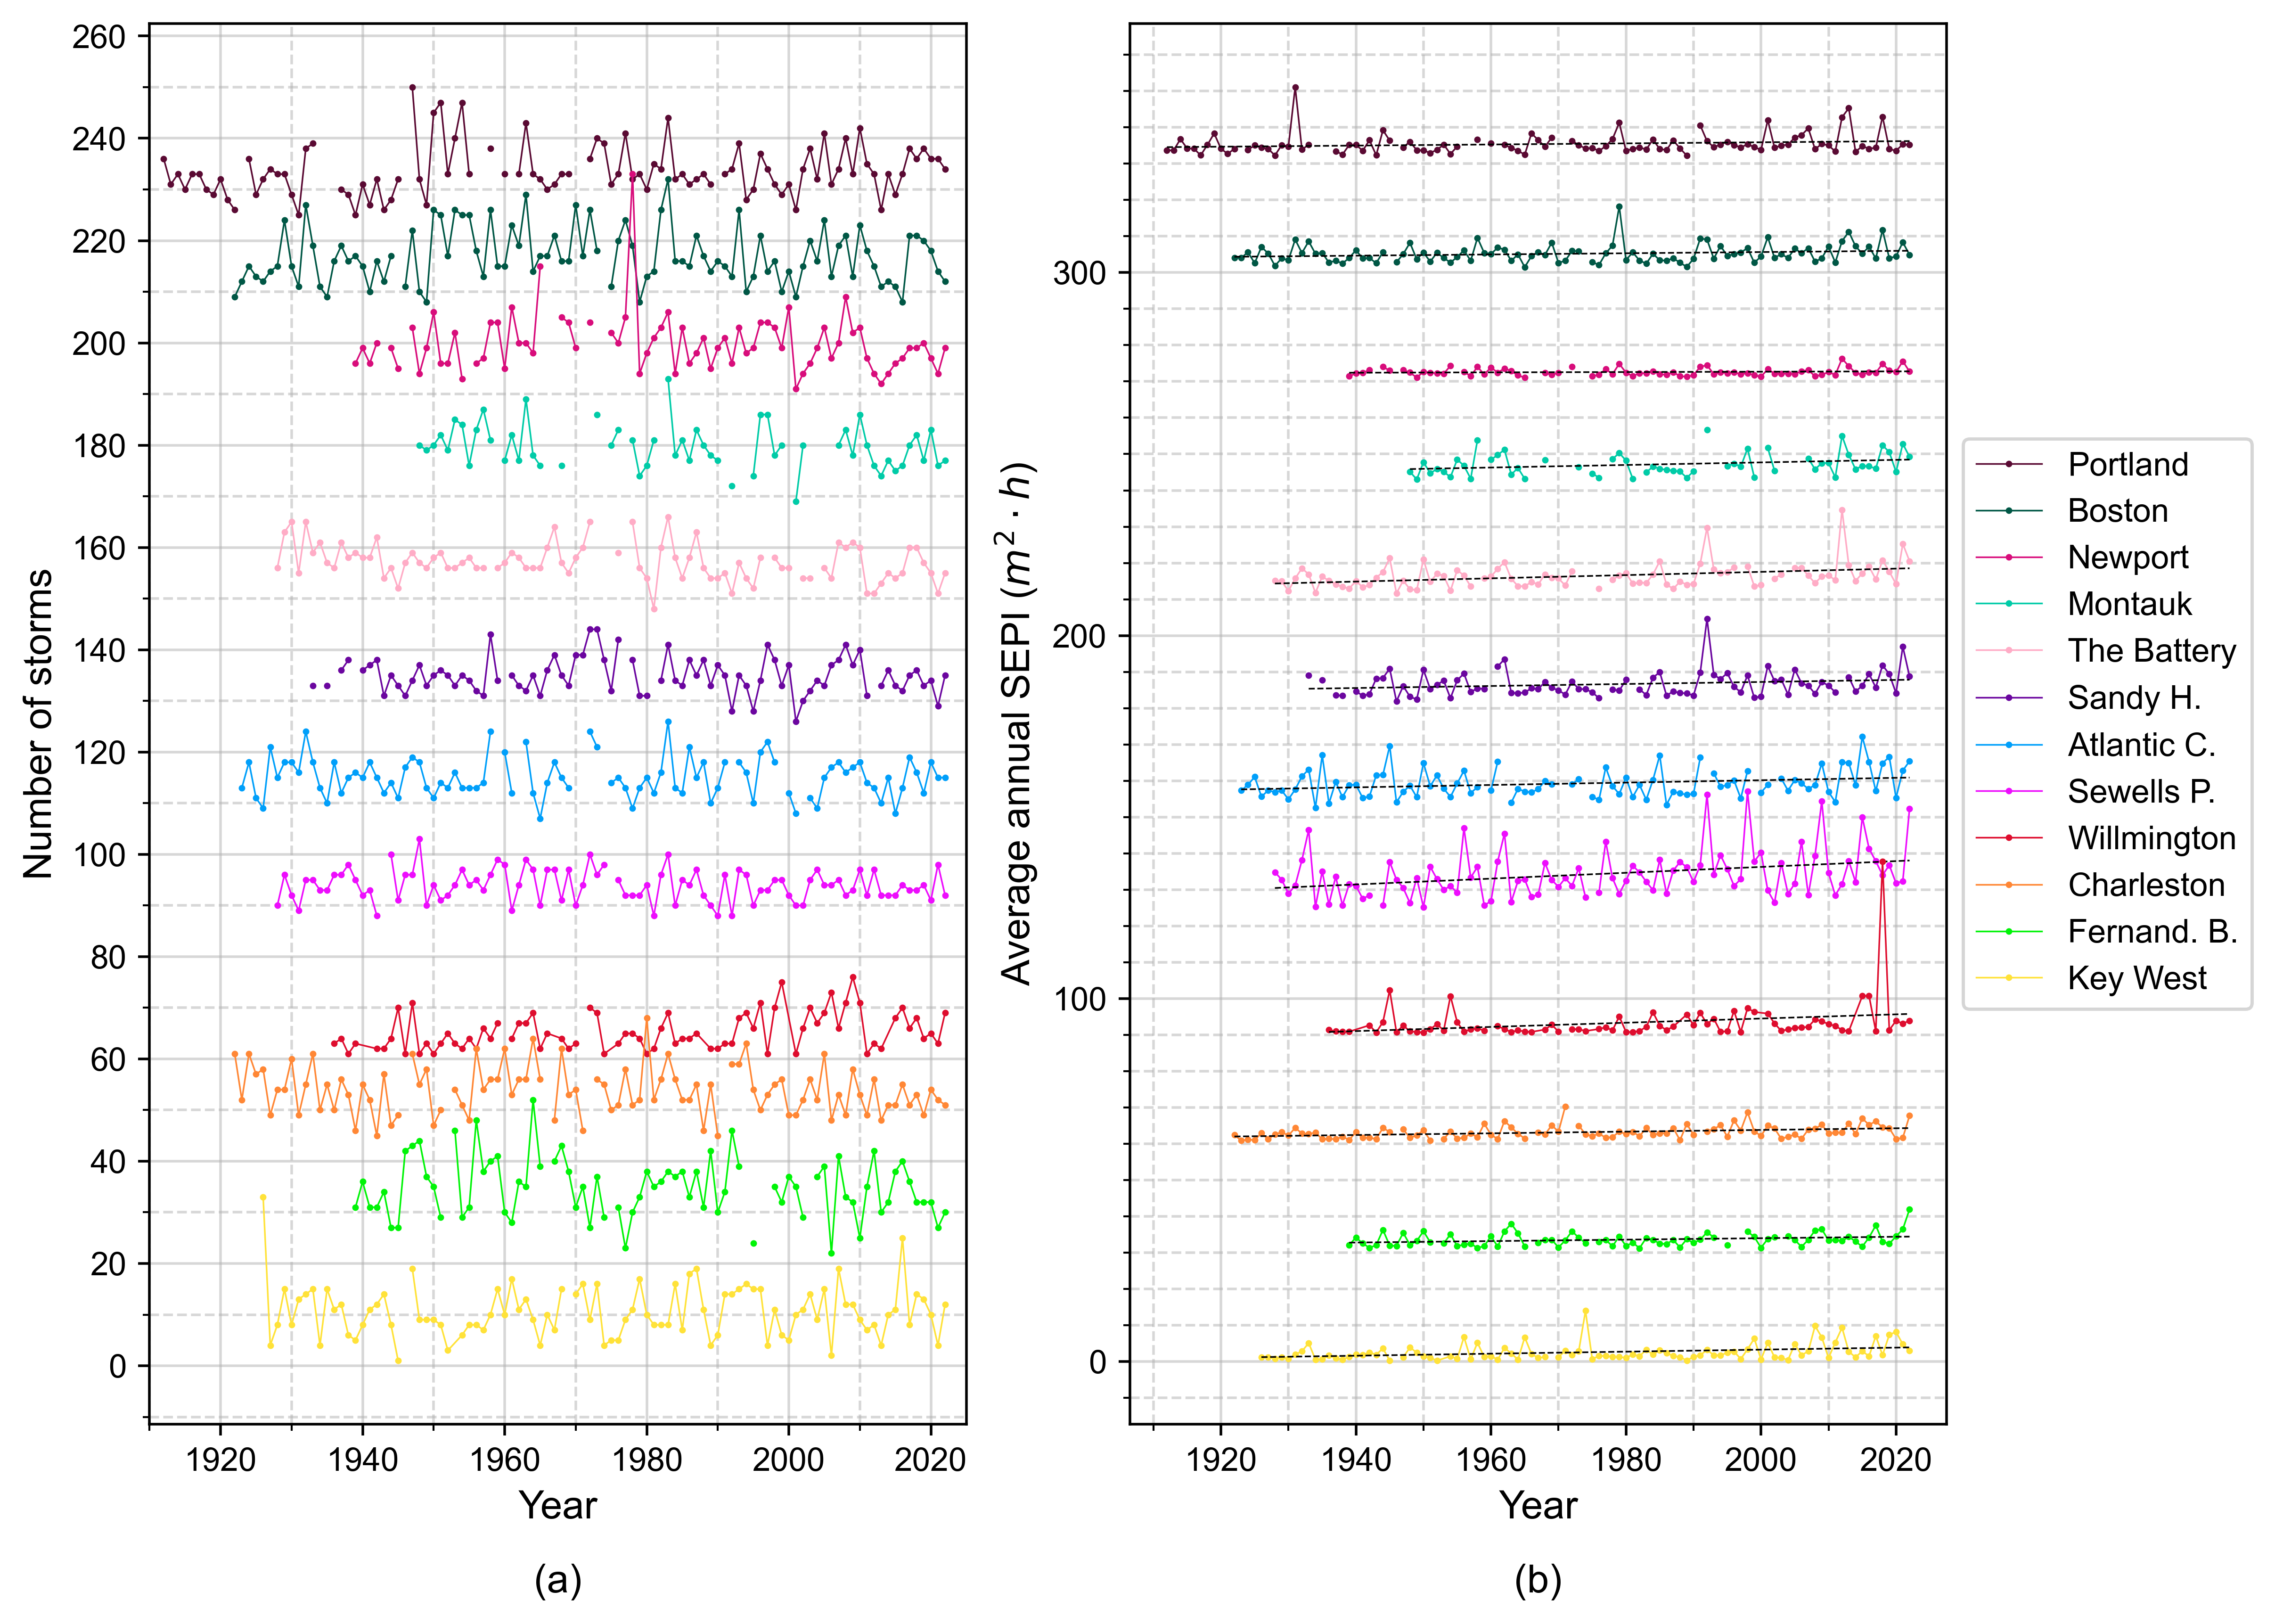 260
240
220
200
180
160
140
120
100
80
60
40
20
0
Number of storms
1920 1940 1960 1980 2000 2020
Year
(a)
300
200
100
0
Average annual SEPI (m² · h)
1920 1940 1960 1980 2000 2020
Year
(b)
Portland
Boston
Newport
Montauk
The Battery
Sandy H.
Atlantic C.
Sewells P.
Willmington
Charleston
Fernand. B.
Key West